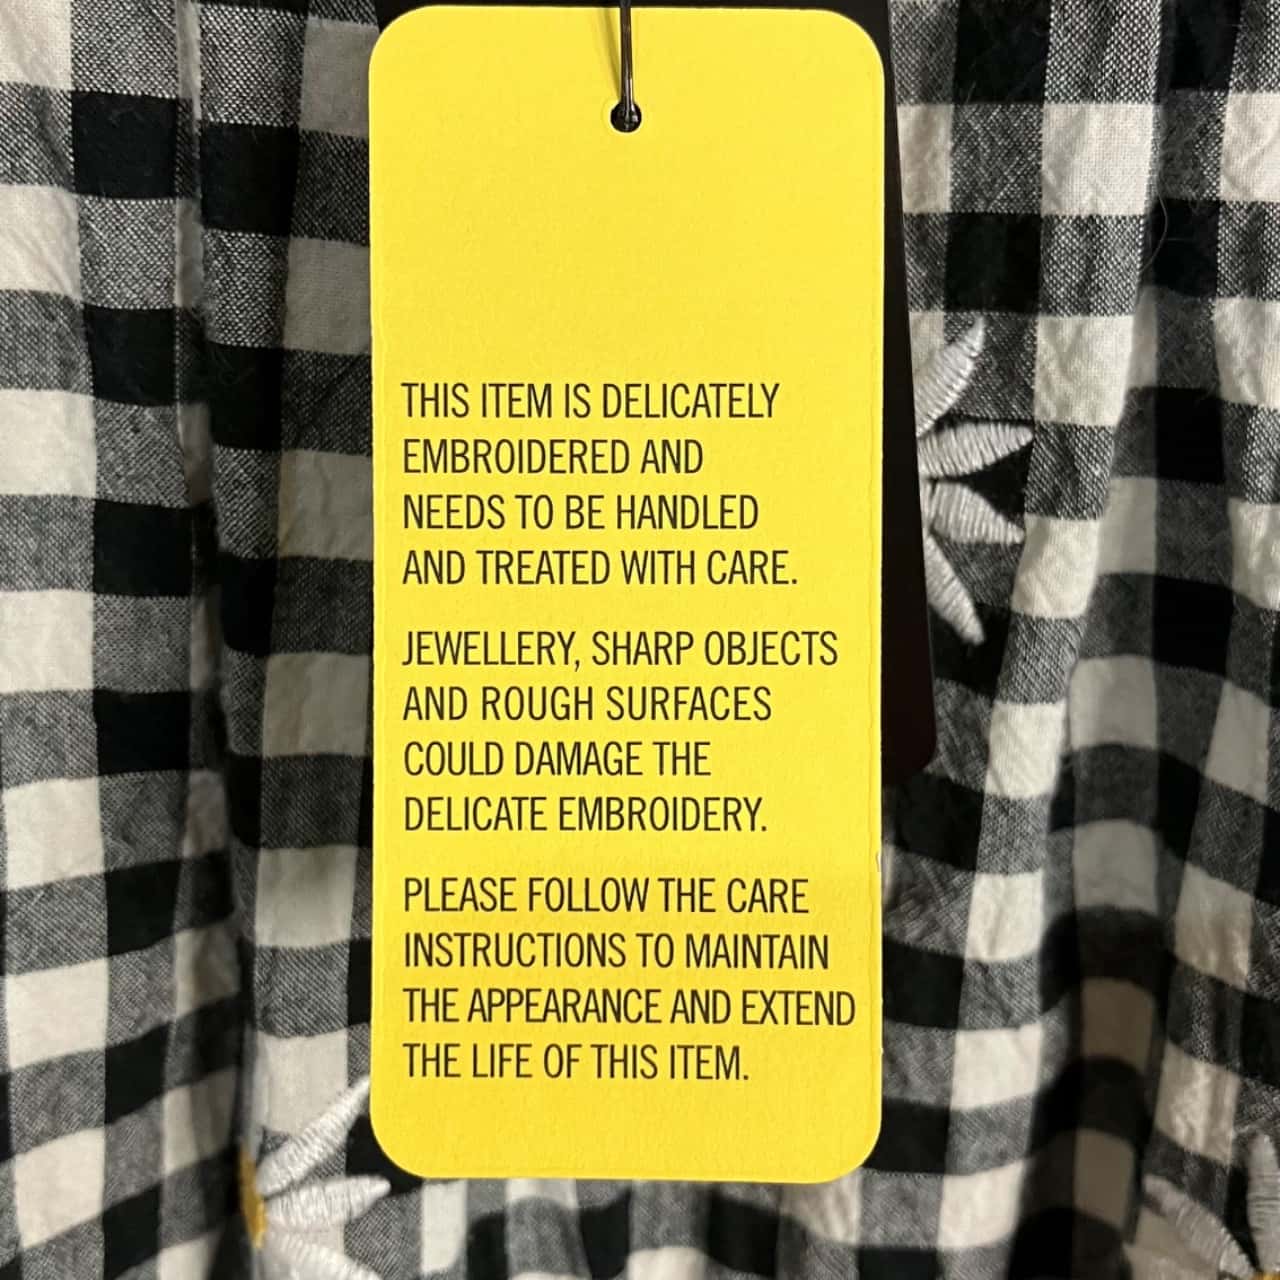 THIS ITEM IS DELICATELY
EMBROIDERED AND
NEEDS TO BE HANDLED
AND TREATED WITH CARE.
JEWELLERY, SHARP OBJECTS
AND ROUGH SURFACES
COULD DAMAGE THE
DELICATE EMBROIDERY.
PLEASE FOLLOW THE CARE
INSTRUCTIONS TO MAINTAIN
THE APPEARANCE AND EXTEND
THE LIFE OF THIS ITEM.